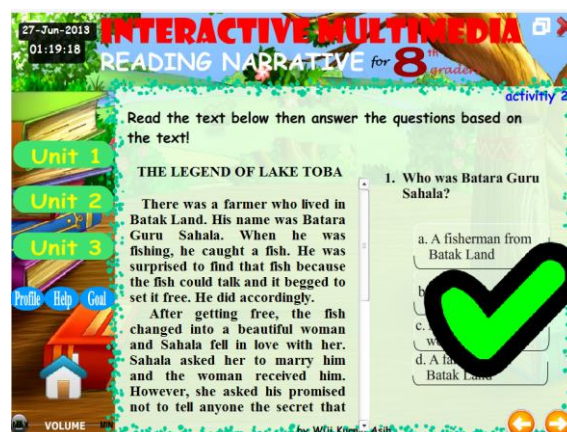 27-Jun-2013
01:19:18
INTERACTIVE MULTIMEDIA
READING NARRATIVE for 8th graders
activitiy 2
Read the text below then answer the questions based on
the text!
Unit 1
Unit 2
Unit 3
Profile Help Goal
THE LEGEND OF LAKE TOBA
There was a farmer who lived in
Batak Land. His name was Batara
Guru Sahala. When he was
fishing, he caught a fish. He was
surprised to find that fish because
the fish could talk and it begged to
set it free. He did accordingly.
After getting free, the fish
changed into a beautiful woman
and Sahala fell in love with her.
Sahala asked her to marry him
and the woman received him.
However, she asked his promised
not to tell anyone the secret that
1. Who was Batara Guru
Sahala?
a. A fisherman from
Batak Land
b
c.
d. A fa
Batak Land
VOLUME
by